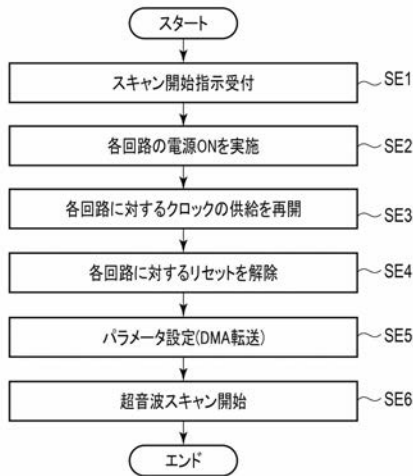 スタート
スキャン開始指示受付
SE1
各回路の電源ONを実施
SE2
各回路に対するクロックの供給を再開
SE3
各回路に対するリセットを解除
SE4
パラメータ設定(DMA転送)
SE5
超音波スキャン開始
SE6
エンド